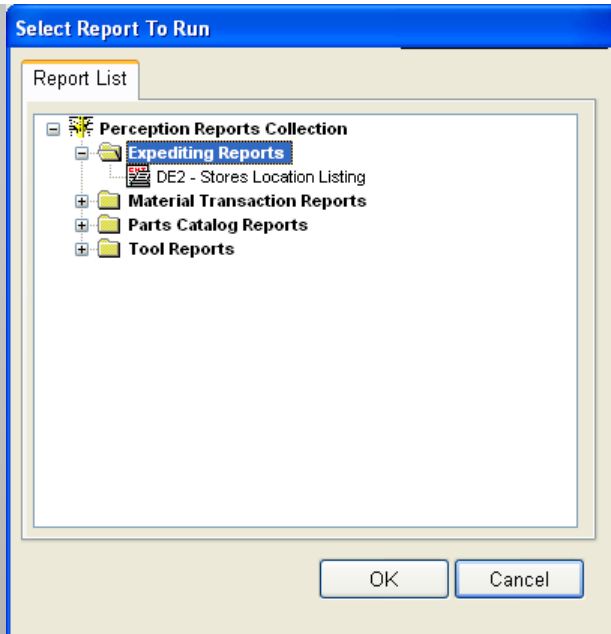 Select Report To Run
Report List
Perception Reports Collection
Expediting Reports
DE2 - Stores Location Listing
Material Transaction Reports
Parts Catalog Reports
Tool Reports
OK
Cancel